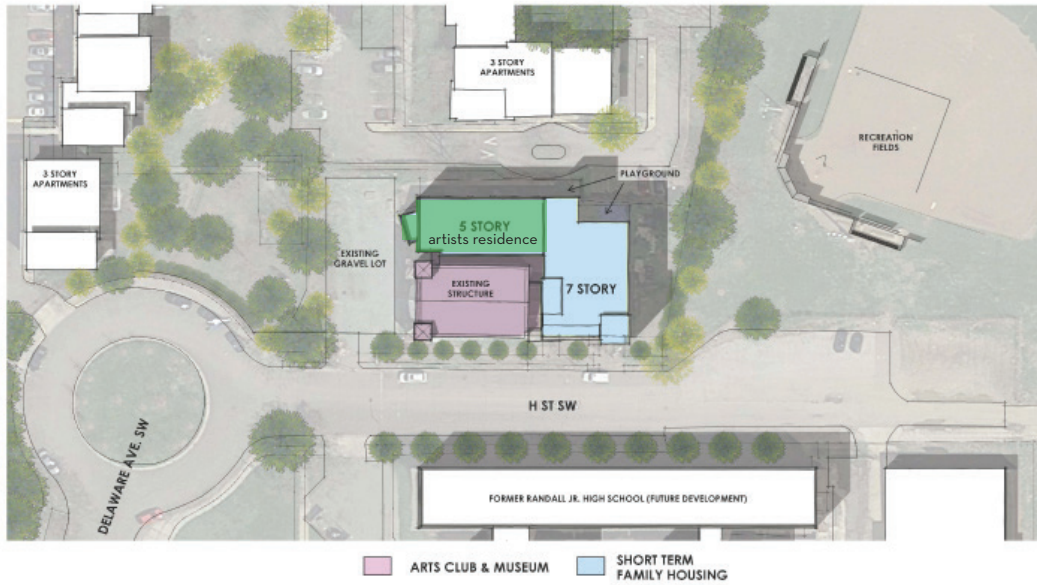 3 STORY
APARTMENTS
RECREATION
FIELDS
3 STORY
APARTMENTS
PLAYGROUND
5 STORY
artists residence
EXISTING
GRAVEL LOT
EXISTING
STRUCTURE
7 STORY
H ST SW
DELAWARE AVE. SW
FORMER RANDALL JR. HIGH SCHOOL (FUTURE DEVELOPMENT)
ARTS CLUB & MUSEUM
SHORT TERM
FAMILY HOUSING